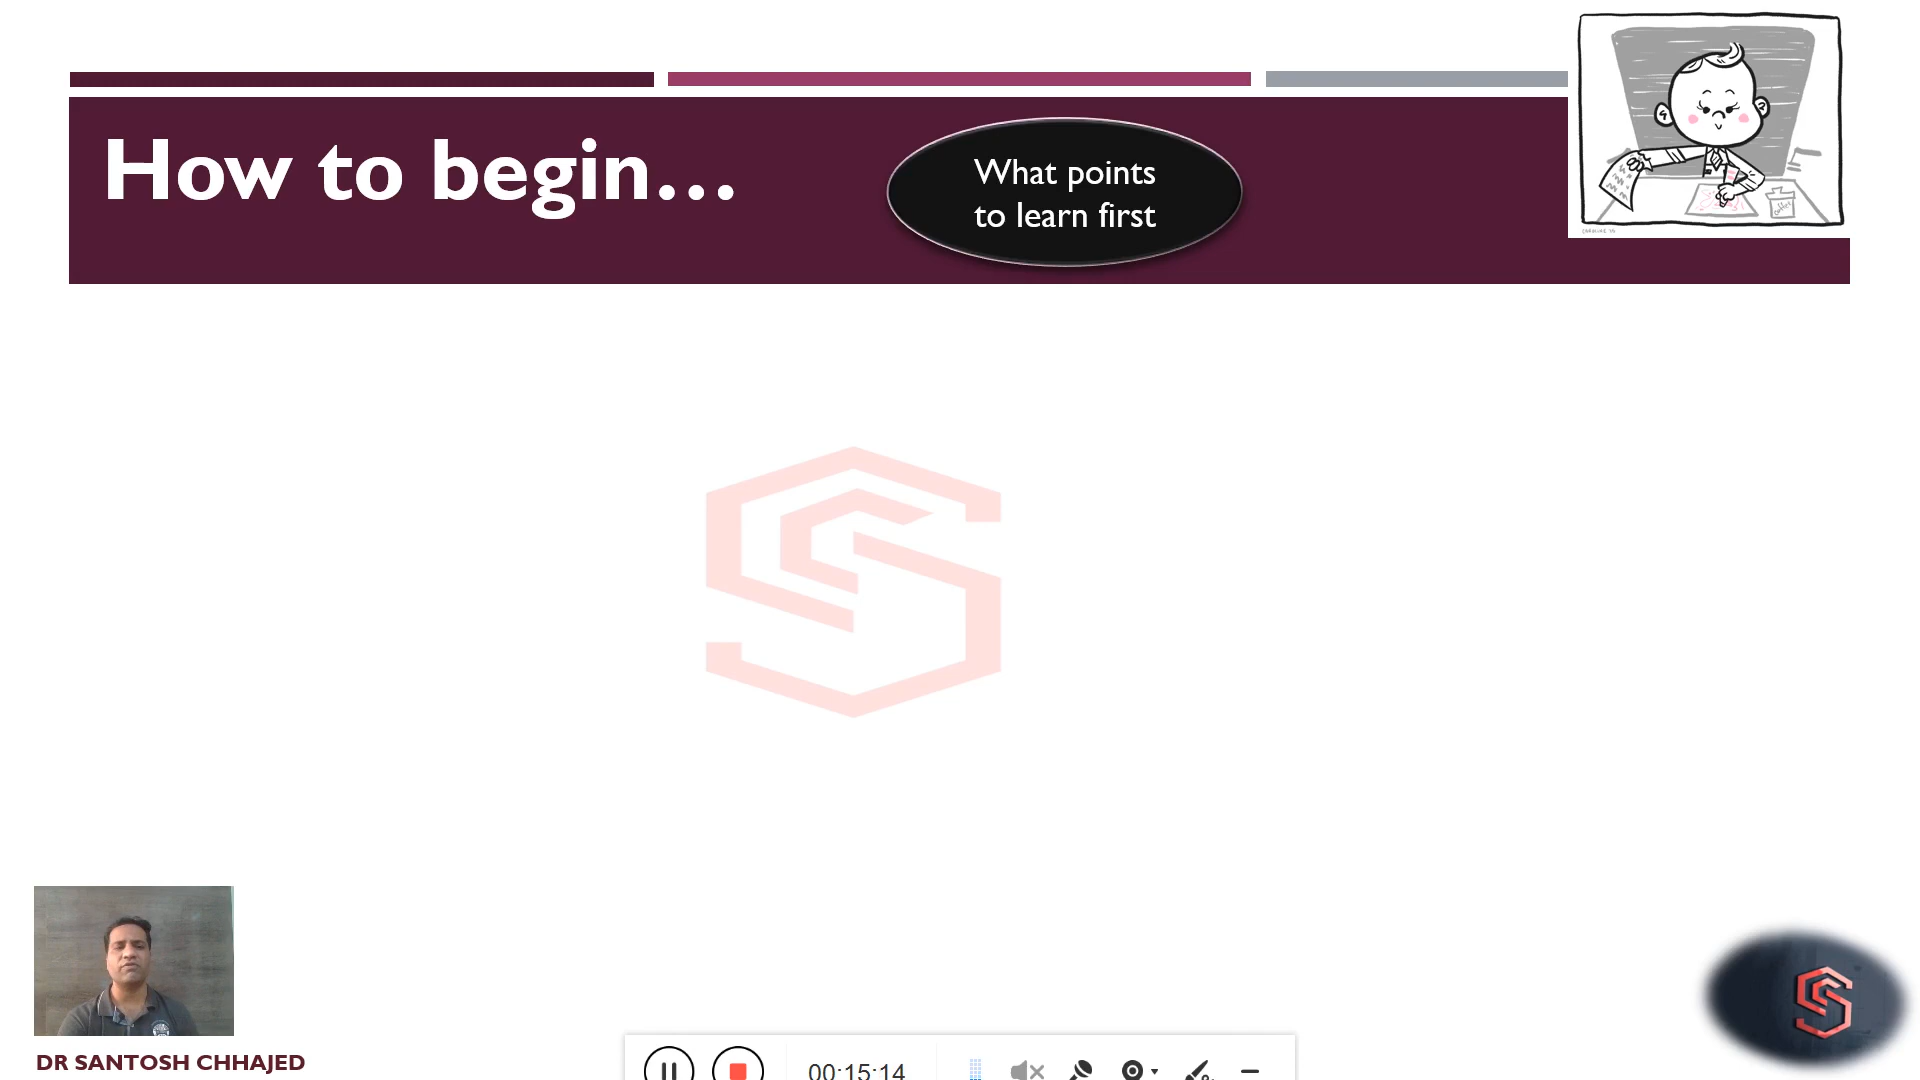 How to begin...
What points
to learn first
DR SANTOSH CHHAJED
00:15:14